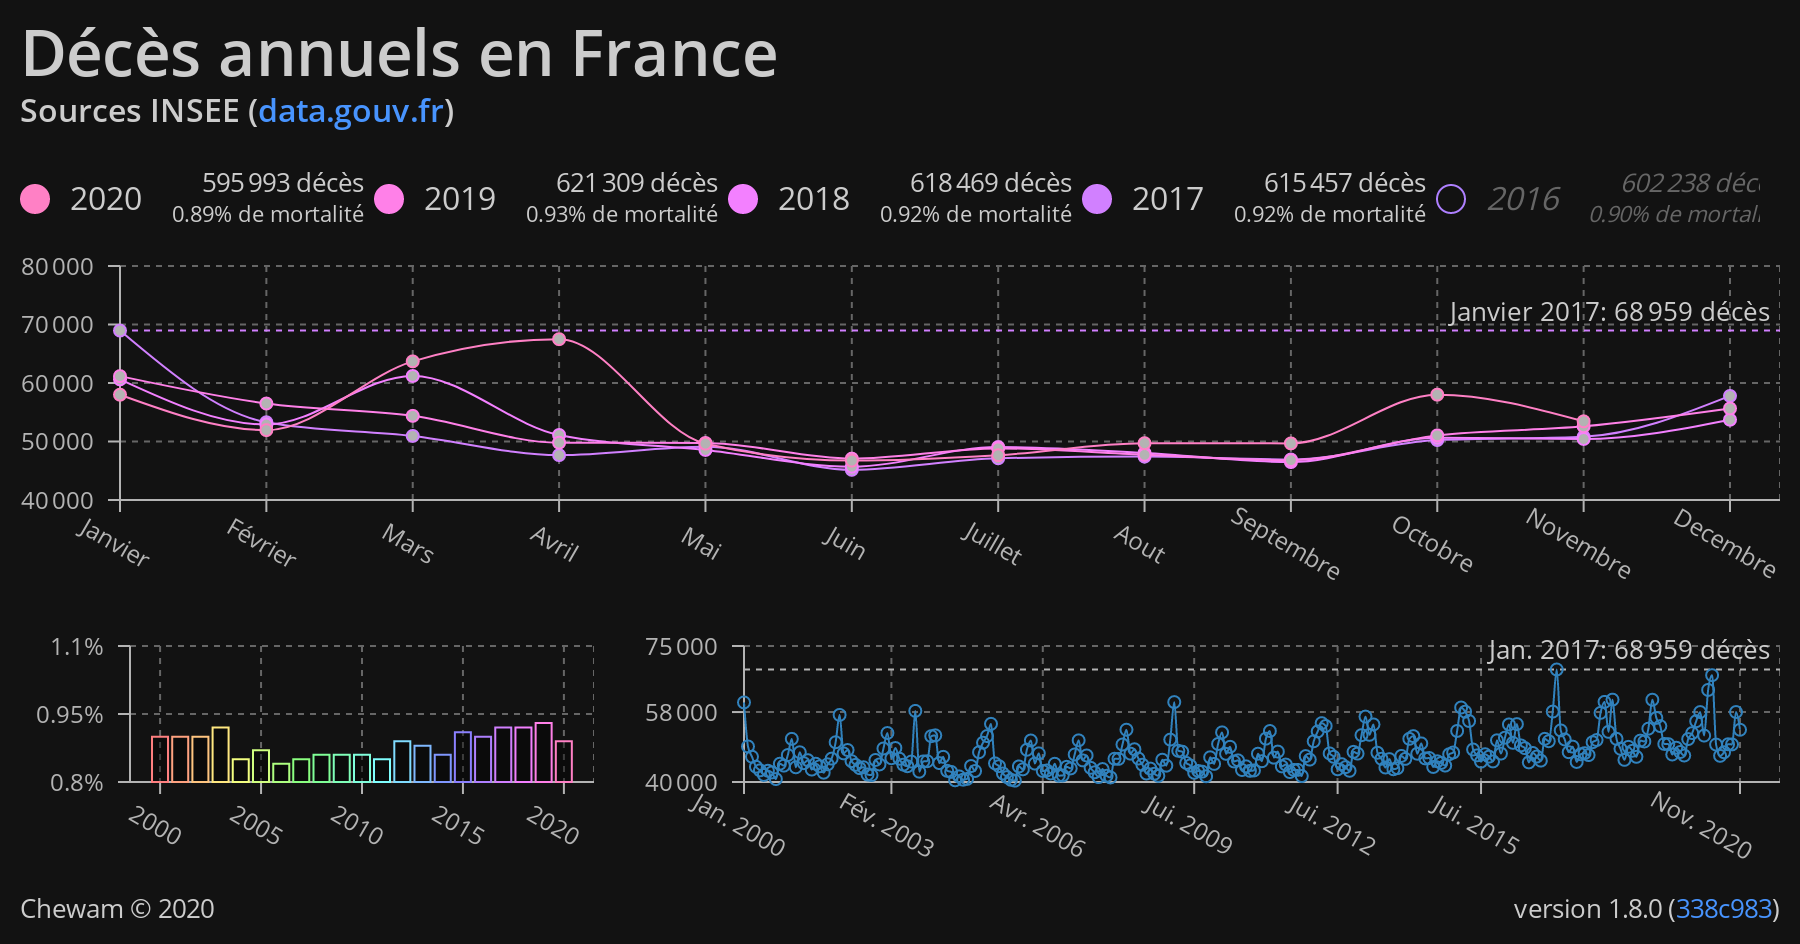 Décès annuels en France
Sources INSEE (data.gouv.fr)
2020 595 993 décès 0.89% de mortalité
2019 621 309 décès 0.93% de mortalité
2018 618 469 décès 0.92% de mortalité
2017 615 457 décès 0.92% de mortalité
2016 602 238 déc 0.90% de mortali
80 000
70 000
60 000
50 000
40 000
Janvier 2017: 68 959 décès
Janvier Février Mars Avril Mai Juin Juillet Aout Septembre Octobre Novembre Decembre
1.1%
0.95%
0.8%
2000 2005 2010 2015 2020
75 000
58 000
40 000
Jan. 2017: 68 959 décès
Jan. 2000 Fév. 2003 Avr. 2006 Jui. 2009 Jui. 2012 Jui. 2015 Nov. 2020
Chewam © 2020
version 1.8.0 (338c983)